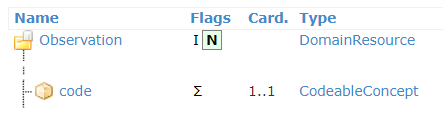 Name Flags Card. Type
Observation I N DomainResource
code Σ 1..1 CodeableConcept